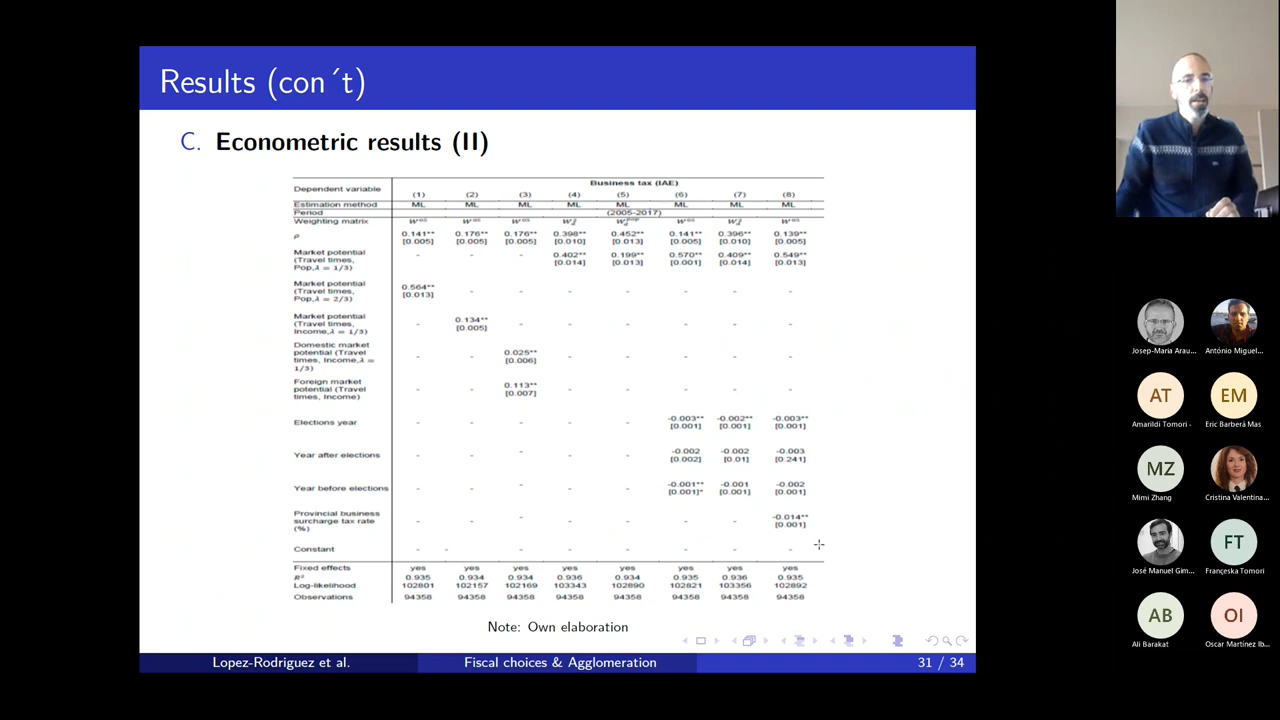 Results (con´t)
C. Econometric results (II)
Dependent variable
Business tax (IAE)
(1) (2) (3) (4) (5) (6) (7) (8)
Estimation method ML ML ML ML ML ML ML ML
Period (2005-2017)
Weighting matrix
ρ 0.141** 0.176** 0.176** 0.398** 0.452** 0.141** 0.396** 0.139**
[0.005] [0.005] [0.005] [0.010] [0.013] [0.005] [0.010] [0.005]
Market potential - - - 0.402** 0.199** 0.570** 0.409** 0.549**
(Travel times, [0.014] [0.013] [0.001] [0.014] [0.013]
Pop,λ = 1/3)
Market potential 0.564** - - - - - - -
(Travel times, [0.013]
Pop,λ = 2/3)
Market potential - 0.134** - - - - - -
(Travel times, [0.005]
Income,λ = 1/3)
Domestic market
potential (Travel - - 0.025** - - - - -
times, Income,λ = [0.006]
1/3)
Foreign market - - 0.113** - - - - -
potential (Travel [0.007]
times, Income)
Elections year - - - - - -0.003** -0.002** -0.003**
[0.001] [0.001] [0.001]
Year after elections - - - - - -0.002 -0.002 -0.003
[0.002] [0.01] [0.241]
Year before elections - - - - - -0.001** -0.001 -0.002
[0.001]* [0.001] [0.001]
Provincial business - - - - - - - -0.014**
surcharge tax rate [0.001]
(%)
Constant - - - - - - - -
Fixed effects yes yes yes yes yes yes yes yes
R² 0.935 0.934 0.934 0.936 0.934 0.935 0.936 0.935
Log-likelihood 102801 102157 102169 103343 102890 102821 103356 102892
Observations 94358 94358 94358 94358 94358 94358 94358 94358
Note: Own elaboration
Lopez-Rodriguez et al. Fiscal choices & Agglomeration 31 / 34
Josep-Maria Arau... António Miguel...
AT EM
Amarildi Tomori - Eric Barberá Mas
MZ
Mimi Zhang Cristina Valentina...
FT
José Manuel Gim... Françeska Tomori
AB OI
Ali Barakat Oscar Martínez Ib...